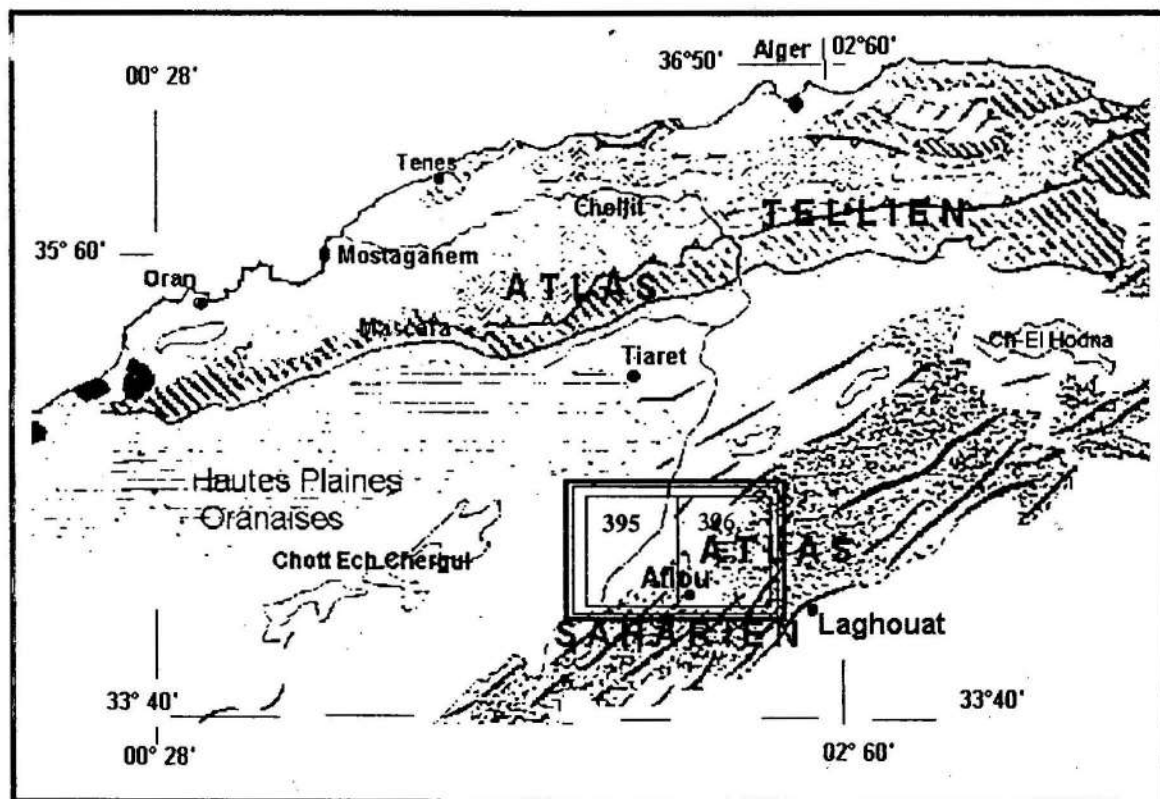 Alger 02°60'
36°50'
00° 28'
Tenes
Cheliff
TELLIEN
35° 60'
Mostaganem
Oran
ATLAS
Mascara
Ch-El Hodna
Tiaret
Hautes Plaines
Oranaises
395 396
ATLAS
Chott Ech Chergui
Aflou
SAHARIEN
Laghouat
33° 40'
33°40'
00° 28'
02° 60'